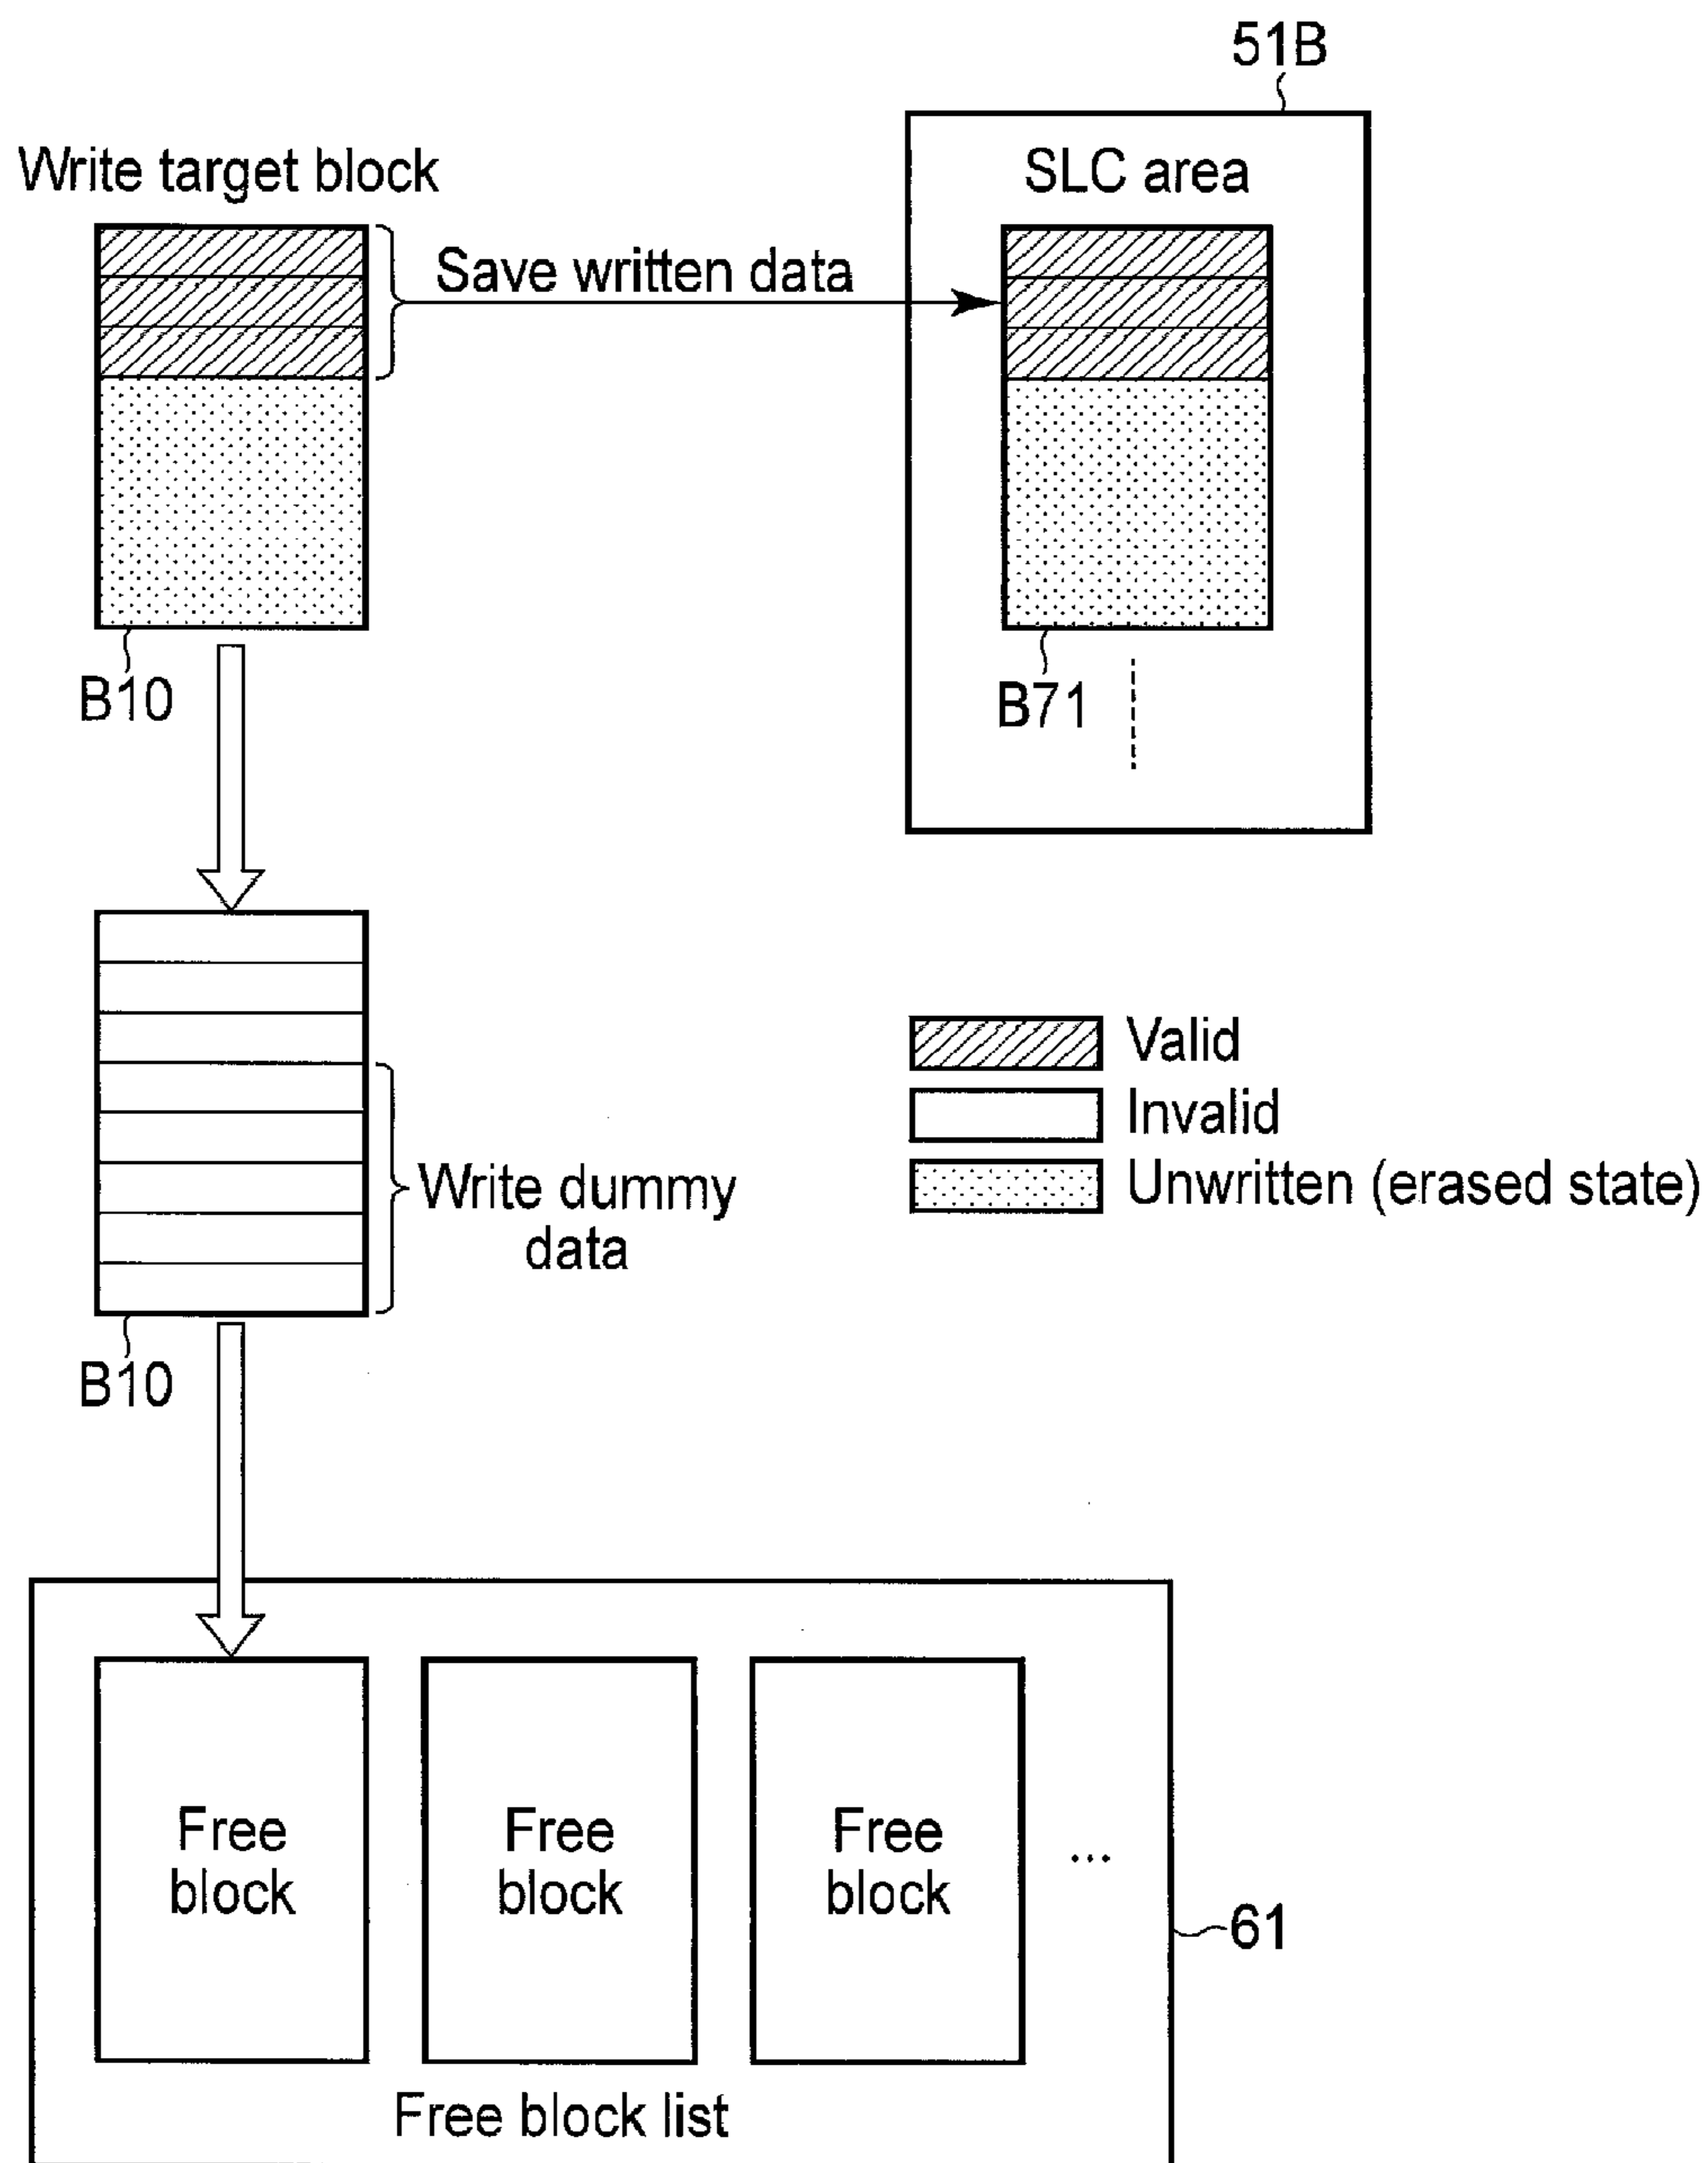 51B
Write target block
SLC area
Save written data
B10
B71
Valid
Invalid
Unwritten (erased state)
Write dummy
data
B10
Free
block
Free
block
Free
block
...
61
Free block list